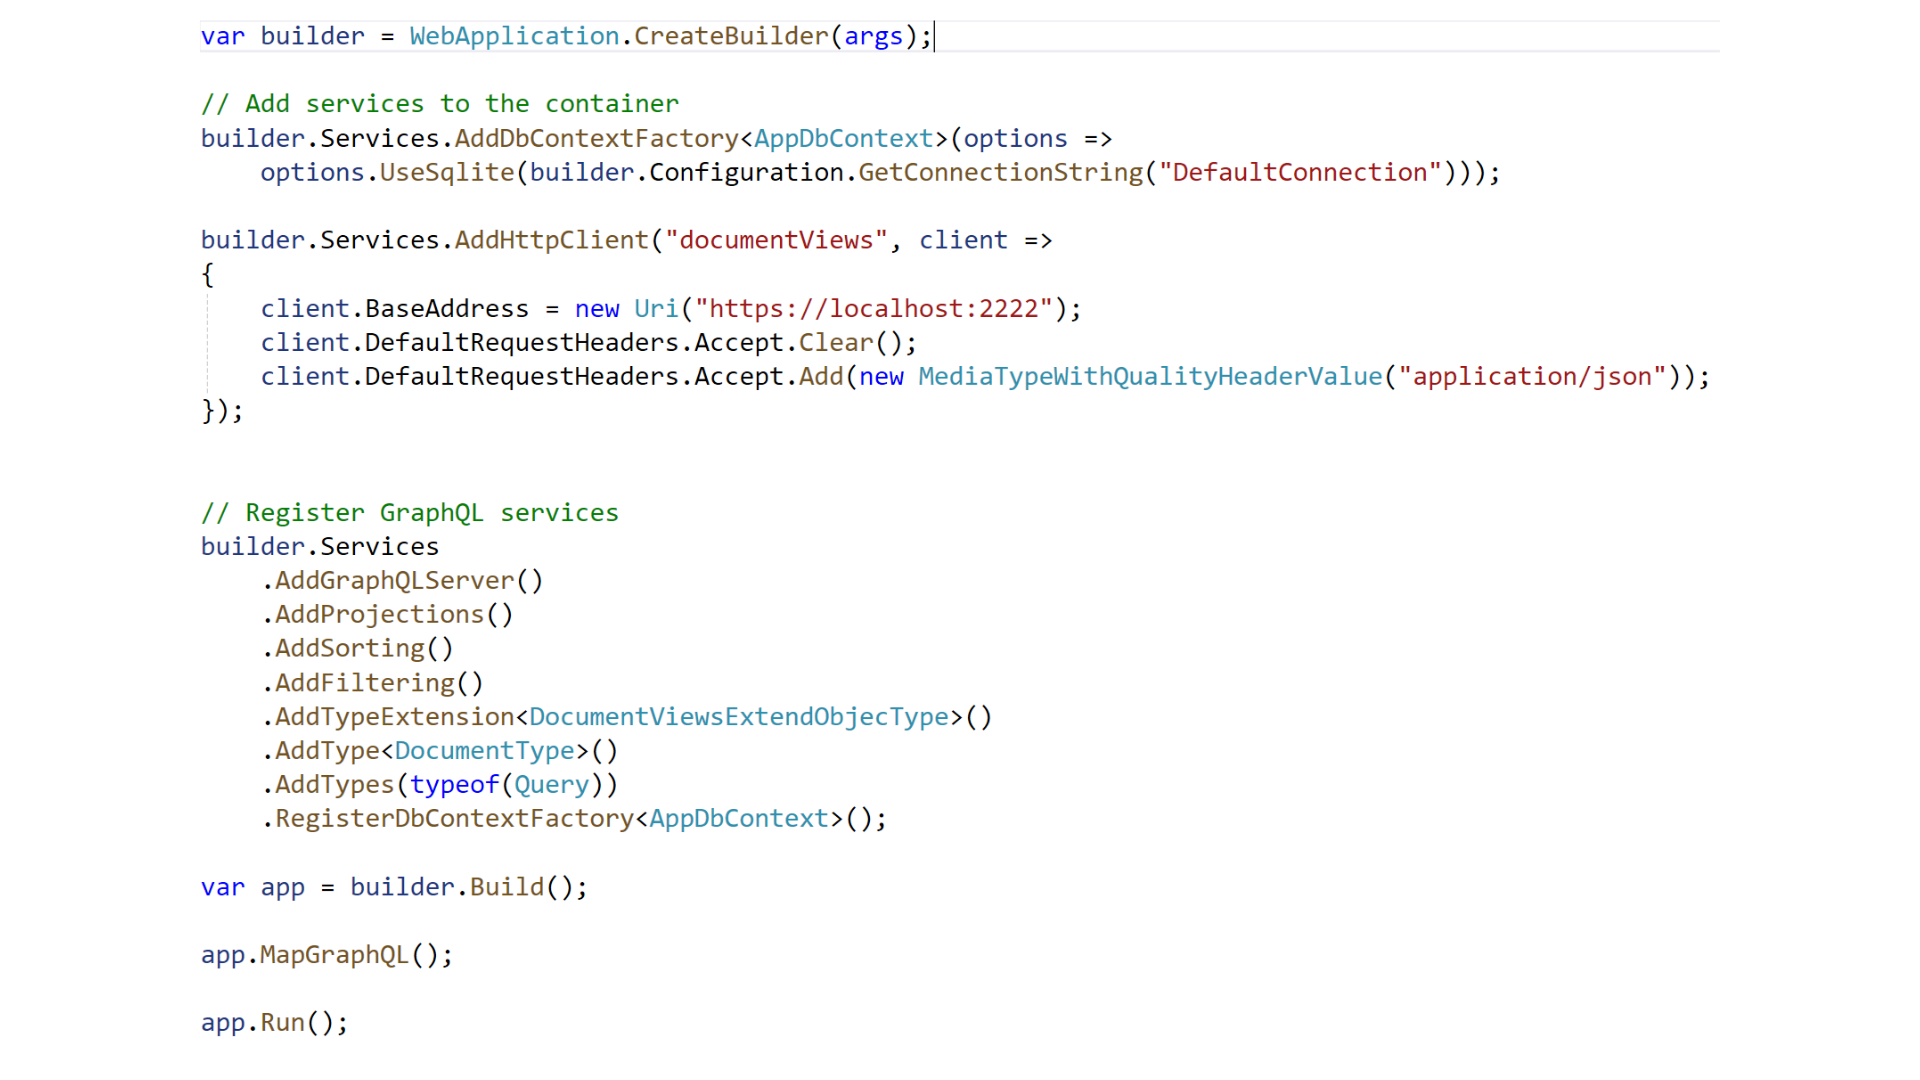 var builder = WebApplication.CreateBuilder(args);
// Add services to the container
builder.Services.AddDbContextFactory<AppDbContext>(options =>
    options.UseSqlite(builder.Configuration.GetConnectionString("DefaultConnection")));
builder.Services.AddHttpClient("documentViews", client =>
{
    client.BaseAddress = new Uri("https://localhost:2222");
    client.DefaultRequestHeaders.Accept.Clear();
    client.DefaultRequestHeaders.Accept.Add(new MediaTypeWithQualityHeaderValue("application/json"));
});
// Register GraphQL services
builder.Services
    .AddGraphQLServer()
    .AddProjections()
    .AddSorting()
    .AddFiltering()
    .AddTypeExtension<DocumentViewsExtendObjecType>()
    .AddType<DocumentType>()
    .AddTypes(typeof(Query))
    .RegisterDbContextFactory<AppDbContext>();
var app = builder.Build();
app.MapGraphQL();
app.Run();